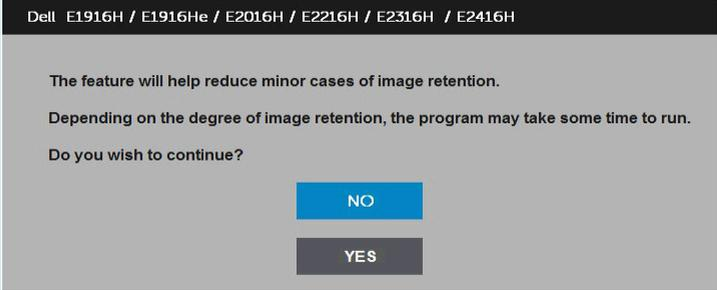 Dell E1916H / E1916He / E2016H / E2216H / E2316H / E2416H
The feature will help reduce minor cases of image retention.
Depending on the degree of image retention, the program may take some time to run.
Do you wish to continue?
NO
YES